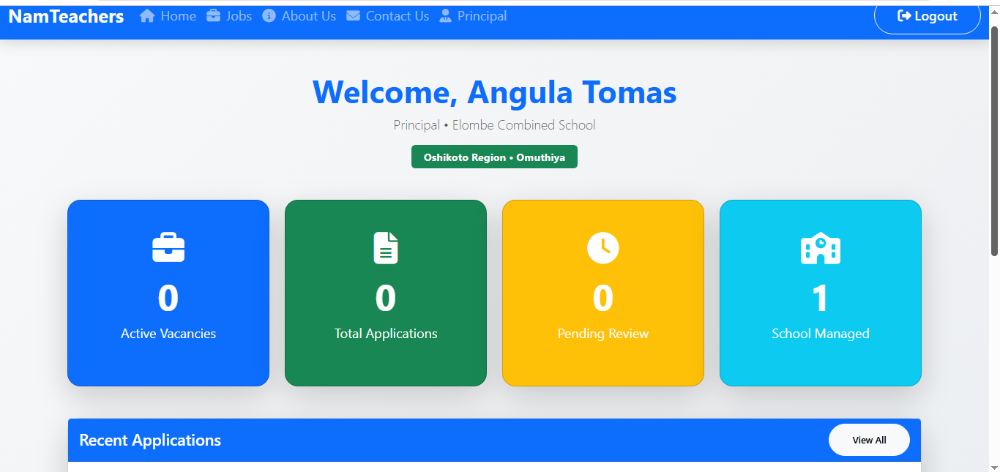 NamTeachers Home Jobs About Us Contact Us Principal Logout
Welcome, Angula Tomas
Principal • Elombe Combined School
Oshikoto Region • Omuthiya
0 0 0 1
Active Vacancies Total Applications Pending Review School Managed
Recent Applications View All